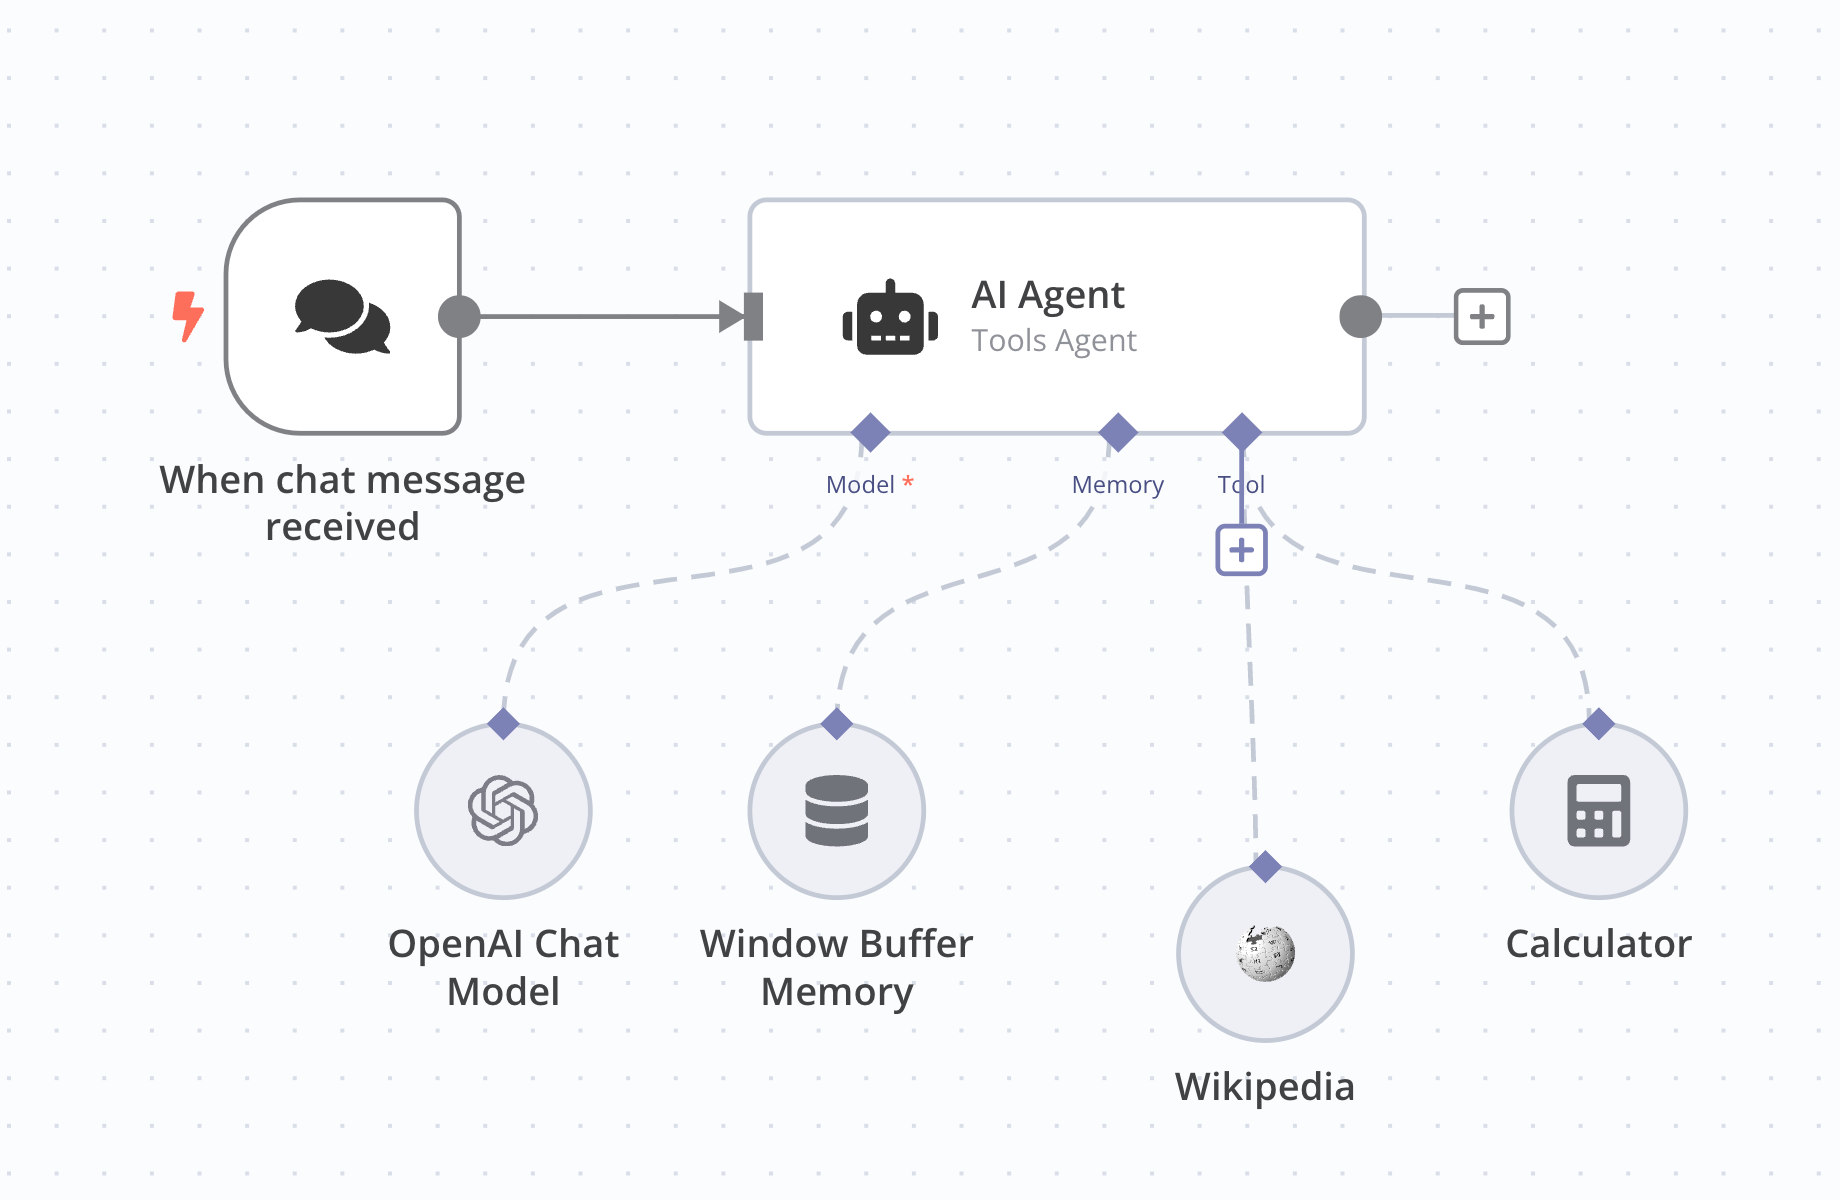 AI Agent
Tools Agent
When chat message
received
Model *
Memory
Tool
OpenAI Chat
Model
Window Buffer
Memory
Calculator
Wikipedia